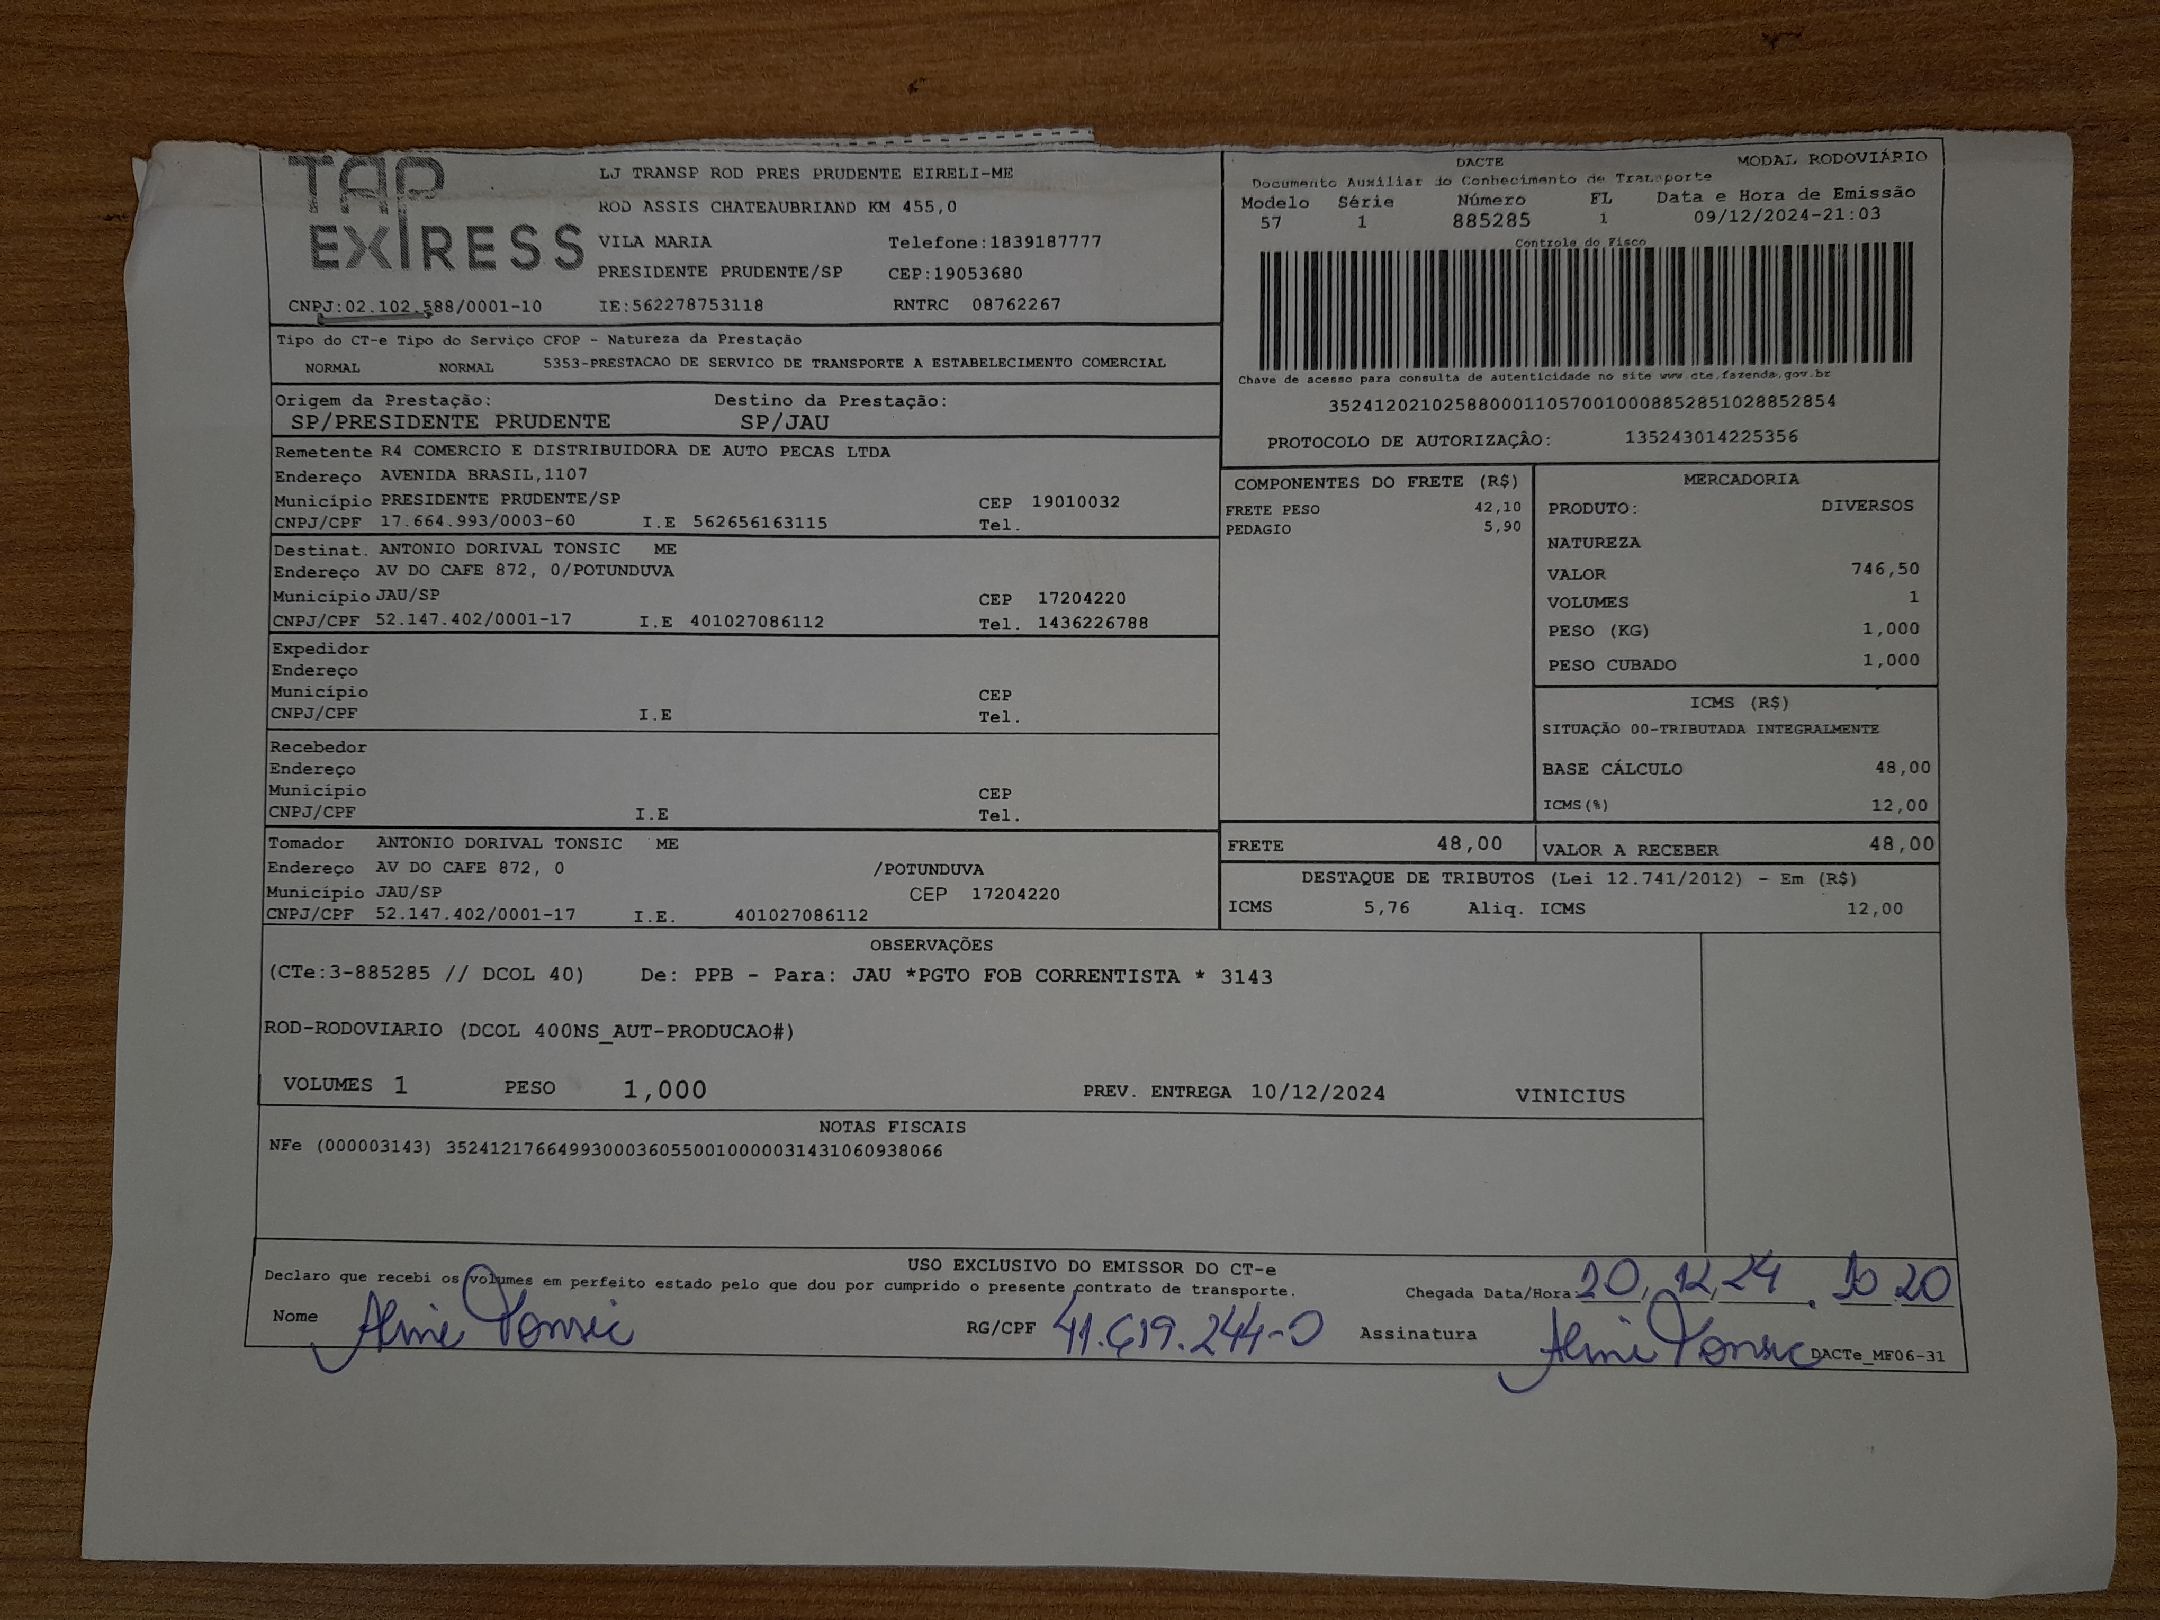 TAP
EXPRESS
LJ TRANSP ROD PRES PRUDENTE EIRELI-ME
ROD ASSIS CHATEAUBRIAND KM 455,0
VILA MARIA Telefone:1839187777
PRESIDENTE PRUDENTE/SP CEP:19053680
CNPJ:02.102.588/0001-10 IE:562278753118 RNTRC 08762267
DACTE MODAL RODOVIÁRIO
Documento Auxiliar do Conhecimento de Transporte
Modelo Série Número FL Data e Hora de Emissão
57 1 885285 1 09/12/2024-21:03
Controle do Fisco
Chave de acesso para consulta de autenticidade no site www.cte.fazenda.gov.br
35241202102588000110570010008852851028852854
PROTOCOLO DE AUTORIZAÇÃO: 135243014225356
Tipo do CT-e Tipo do Serviço CFOP - Natureza da Prestação
NORMAL NORMAL 5353-PRESTACAO DE SERVICO DE TRANSPORTE A ESTABELECIMENTO COMERCIAL
Origem da Prestação: Destino da Prestação:
SP/PRESIDENTE PRUDENTE SP/JAU
Remetente R4 COMERCIO E DISTRIBUIDORA DE AUTO PECAS LTDA
Endereço AVENIDA BRASIL,1107
Município PRESIDENTE PRUDENTE/SP CEP 19010032
CNPJ/CPF 17.664.993/0003-60 I.E 562656163115 Tel.
Destinat. ANTONIO DORIVAL TONSIC ME
Endereço AV DO CAFE 872, 0/POTUNDUVA
Município JAU/SP CEP 17204220
CNPJ/CPF 52.147.402/0001-17 I.E 401027086112 Tel. 1436226788
Expedidor
Endereço
Município CEP
CNPJ/CPF I.E Tel.
Recebedor
Endereço
Município CEP
CNPJ/CPF I.E Tel.
Tomador ANTONIO DORIVAL TONSIC ME
Endereço AV DO CAFE 872, 0 /POTUNDUVA
Município JAU/SP CEP 17204220
CNPJ/CPF 52.147.402/0001-17 I.E. 401027086112
COMPONENTES DO FRETE (R$)
FRETE PESO 42,10
PEDAGIO 5,90
MERCADORIA
PRODUTO: DIVERSOS
NATUREZA
VALOR 746,50
VOLUMES 1
PESO (KG) 1,000
PESO CUBADO 1,000
ICMS (R$)
SITUAÇÃO 00-TRIBUTADA INTEGRALMENTE
BASE CÁLCULO 48,00
ICMS(%) 12,00
FRETE 48,00 VALOR A RECEBER 48,00
DESTAQUE DE TRIBUTOS (Lei 12.741/2012) - Em (R$)
ICMS 5,76 Aliq. ICMS 12,00
OBSERVAÇÕES
(CTe:3-885285 // DCOL 40) De: PPB - Para: JAU *PGTO FOB CORRENTISTA * 3143
ROD-RODOVIARIO (DCOL 400NS_AUT-PRODUCAO#)
VOLUMES 1 PESO 1,000 PREV. ENTREGA 10/12/2024 VINICIUS
NOTAS FISCAIS
NFe (000003143) 35241217664993000360550010000031431060938066
USO EXCLUSIVO DO EMISSOR DO CT-e
Declaro que recebi os volumes em perfeito estado pelo que dou por cumprido o presente contrato de transporte.
Chegada Data/Hora 12,24 20
Nome Aline Tonsic RG/CPF 41.619.244-0 Assinatura Aline Tonsic
DACTe_MF06-31